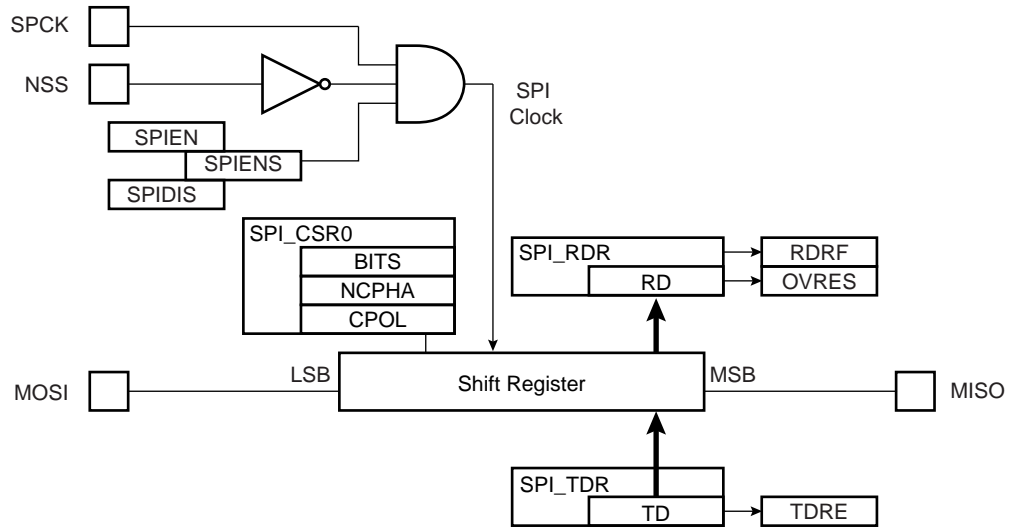 SPCK
NSS
SPI
Clock
SPIEN
SPIENS
SPIDIS
SPI_CSR0
BITS
NCPHA
CPOL
SPI_RDR
RD
RDRF
OVRES
MOSI
LSB
Shift Register
MSB
MISO
SPI_TDR
TD
TDRE